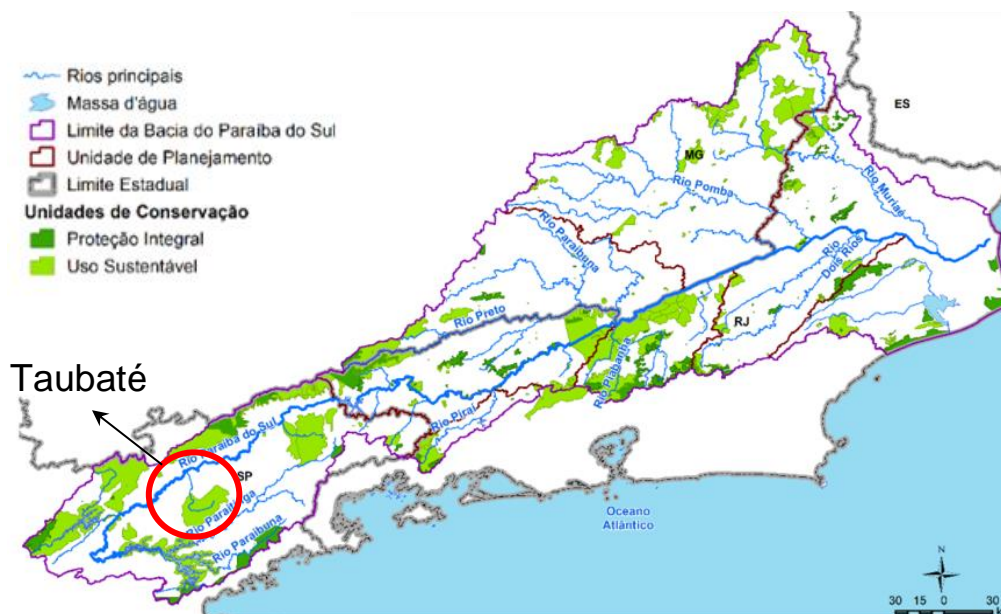 Rios principais
Massa d'água
Limite da Bacia do Paraíba do Sul
Unidade de Planejamento
Limite Estadual
Unidades de Conservação
Proteção Integral
Uso Sustentável
ES
MG
Rio Pomba
Rio Muriaé
Rio Paraibuna
Rio
Dois Rios
Rio Preto
RJ
Rio Piabanha
Taubaté
Rio Piraí
Rio Paraíba do Sul
SP
Rio Paraitinga
Rio Paraibuna
Oceano
Atlântico
N
30 15 0 30